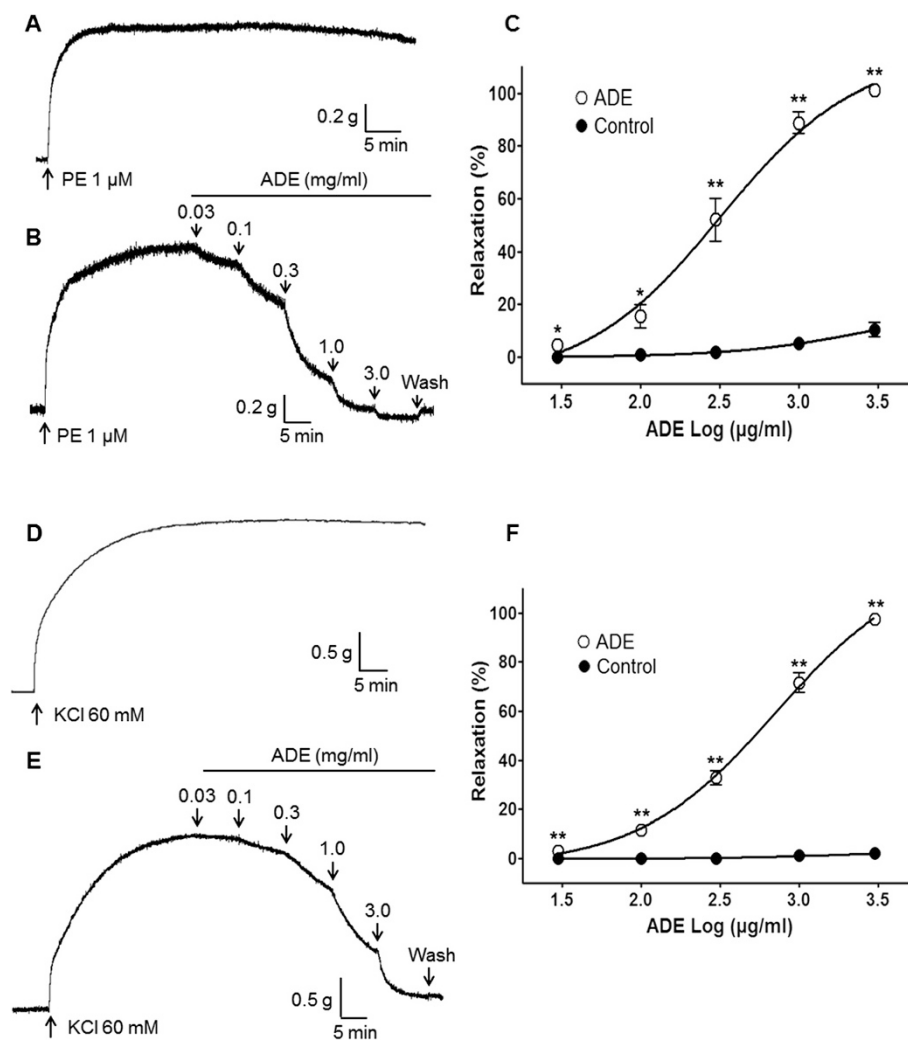 A
0.2 g
5 min
PE 1 µM
ADE (mg/ml)
B
0.03
0.1
0.3
1.0
3.0
Wash
0.2 g
5 min
PE 1 µM
C
Relaxation (%)
100
80
60
40
20
0
ADE
Control
*
*
**
**
**
1.5 2.0 2.5 3.0 3.5
ADE Log (µg/ml)
D
0.5 g
5 min
KCl 60 mM
ADE (mg/ml)
E
0.03
0.1
0.3
1.0
3.0
Wash
0.5 g
5 min
KCl 60 mM
F
Relaxation (%)
100
80
60
40
20
0
ADE
Control
**
**
**
**
**
1.5 2.0 2.5 3.0 3.5
ADE Log (µg/ml)